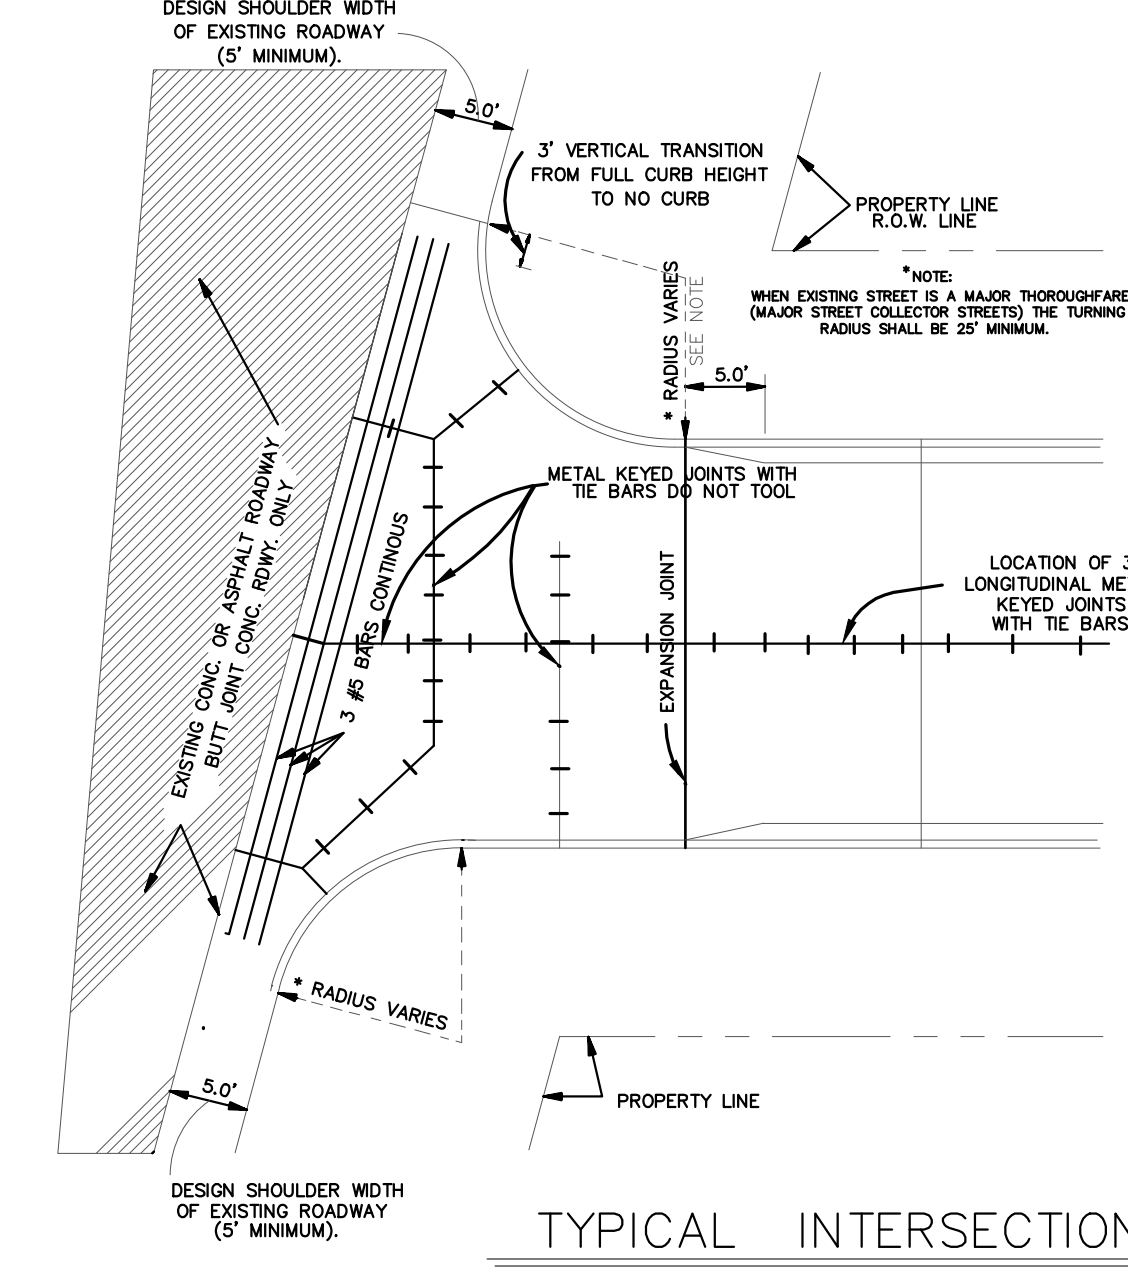 DESIGN SHOULDER WIDTH
OF EXISTING ROADWAY
(5' MINIMUM).
5.0'
3' VERTICAL TRANSITION
FROM FULL CURB HEIGHT
TO NO CURB
PROPERTY LINE
R.O.W. LINE
*NOTE:
WHEN EXISTING STREET IS A MAJOR THOROUGHFARE
(MAJOR STREET COLLECTOR STREETS) THE TURNING
RADIUS SHALL BE 25' MINIMUM.
* RADIUS VARIES
SEE NOTE
5.0'
METAL KEYED JOINTS WITH
TIE BARS DO NOT TOOL
EXISTING CONC. OR ASPHALT ROADWAY
BUTT JOINT CONC. RDWY. ONLY
3 #5 BARS CONTINOUS
EXPANSION JOINT
LOCATION OF 3
LONGITUDINAL ME
KEYED JOINTS
WITH TIE BARS
* RADIUS VARIES
5.0'
PROPERTY LINE
DESIGN SHOULDER WIDTH
OF EXISTING ROADWAY
(5' MINIMUM).
TYPICAL INTERSECTION